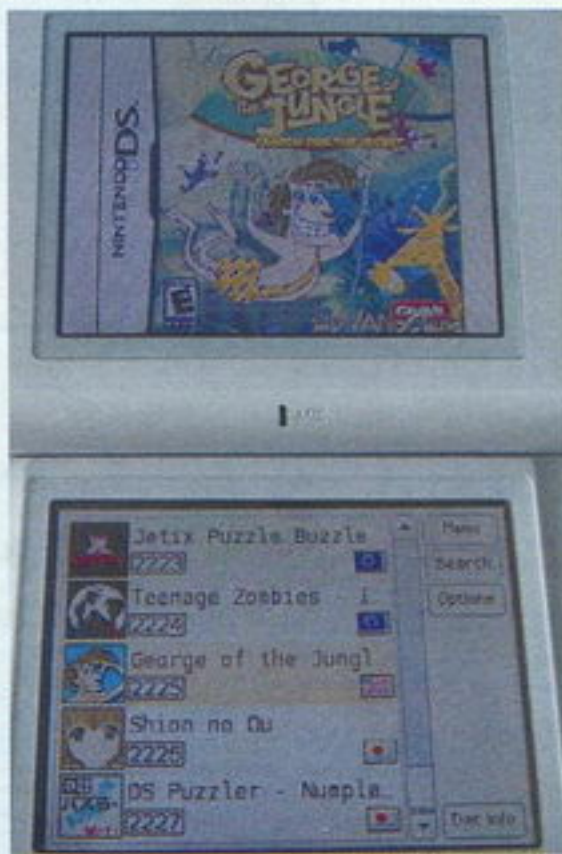 NINTENDO DS
GEORGE of
the JUNGLE
E
Jetix Puzzle Buzzle
2223
Teenage Zombies - I
2224
George of the Jungl
2225
Shion no Ou
2226
DS Puzzler - Numple
2227
Menu
Search
Options
Dat info